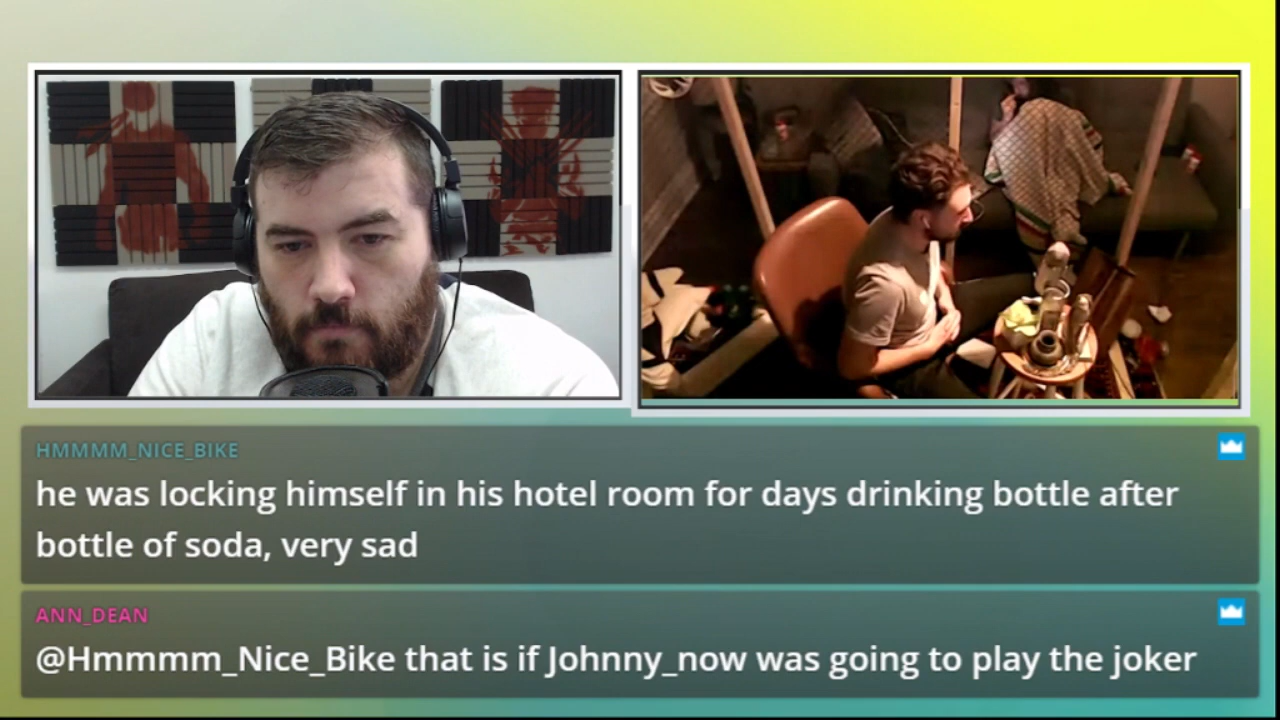 HMMMM_NICE_BIKE
he was locking himself in his hotel room for days drinking bottle after
bottle of soda, very sad
ANN_DEAN
@Hmmmm_Nice_Bike that is if Johnny_now was going to play the joker